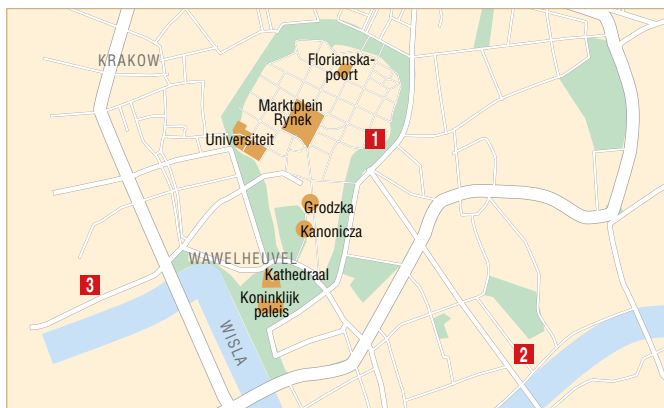 KRAKOW
Florianska-
poort
Marktplein
Rynek
Universiteit
1
Grodzka
Kanonicza
WAWELHEUVEL
Kathedraal
3
Koninklijk
paleis
WISLA
2